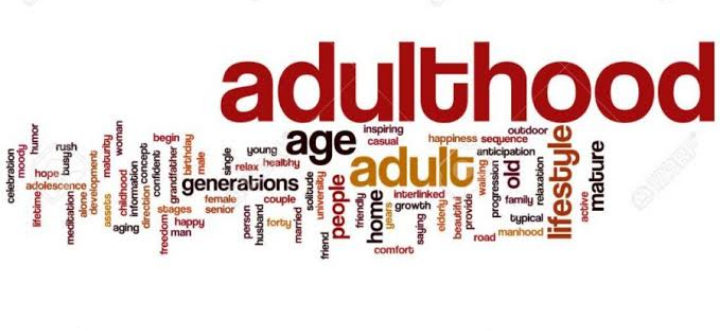 adulthood
celebration
moody
humor
hope
rush
busy
adolescence
lifetime
meditation
alone
development
maturity
woman
assets
childhood
information
aging
direction
concept
confident
begin
grandfather
birthday
male
stages
freedom
happy
man
generations
female
senior
single
young
relax
healthy
age
inspiring
casual
adult
person
husband
couple
forty
married
solitude
university
friend
people
friendly
home
years
interlinked
growth
saying
comfort
happiness
sequence
outdoor
anticipation
walking
elderly
beautiful
provide
road
progression
old
family
typical
manhood
relaxation
lifestyle
active
mature